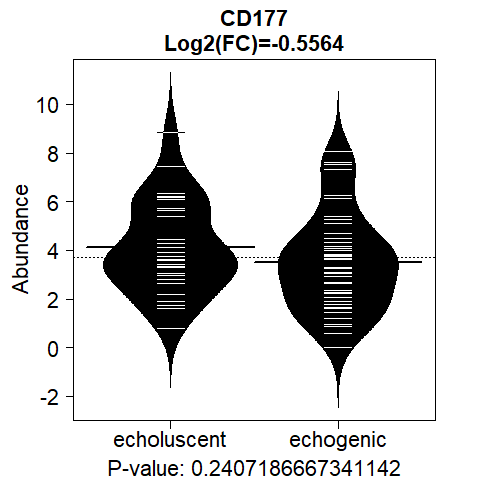 CD177
Log2(FC)=-0.5564
Abundance
10
8
6
4
2
0
-2
echoluscent echogenic
P-value: 0.2407186667341142